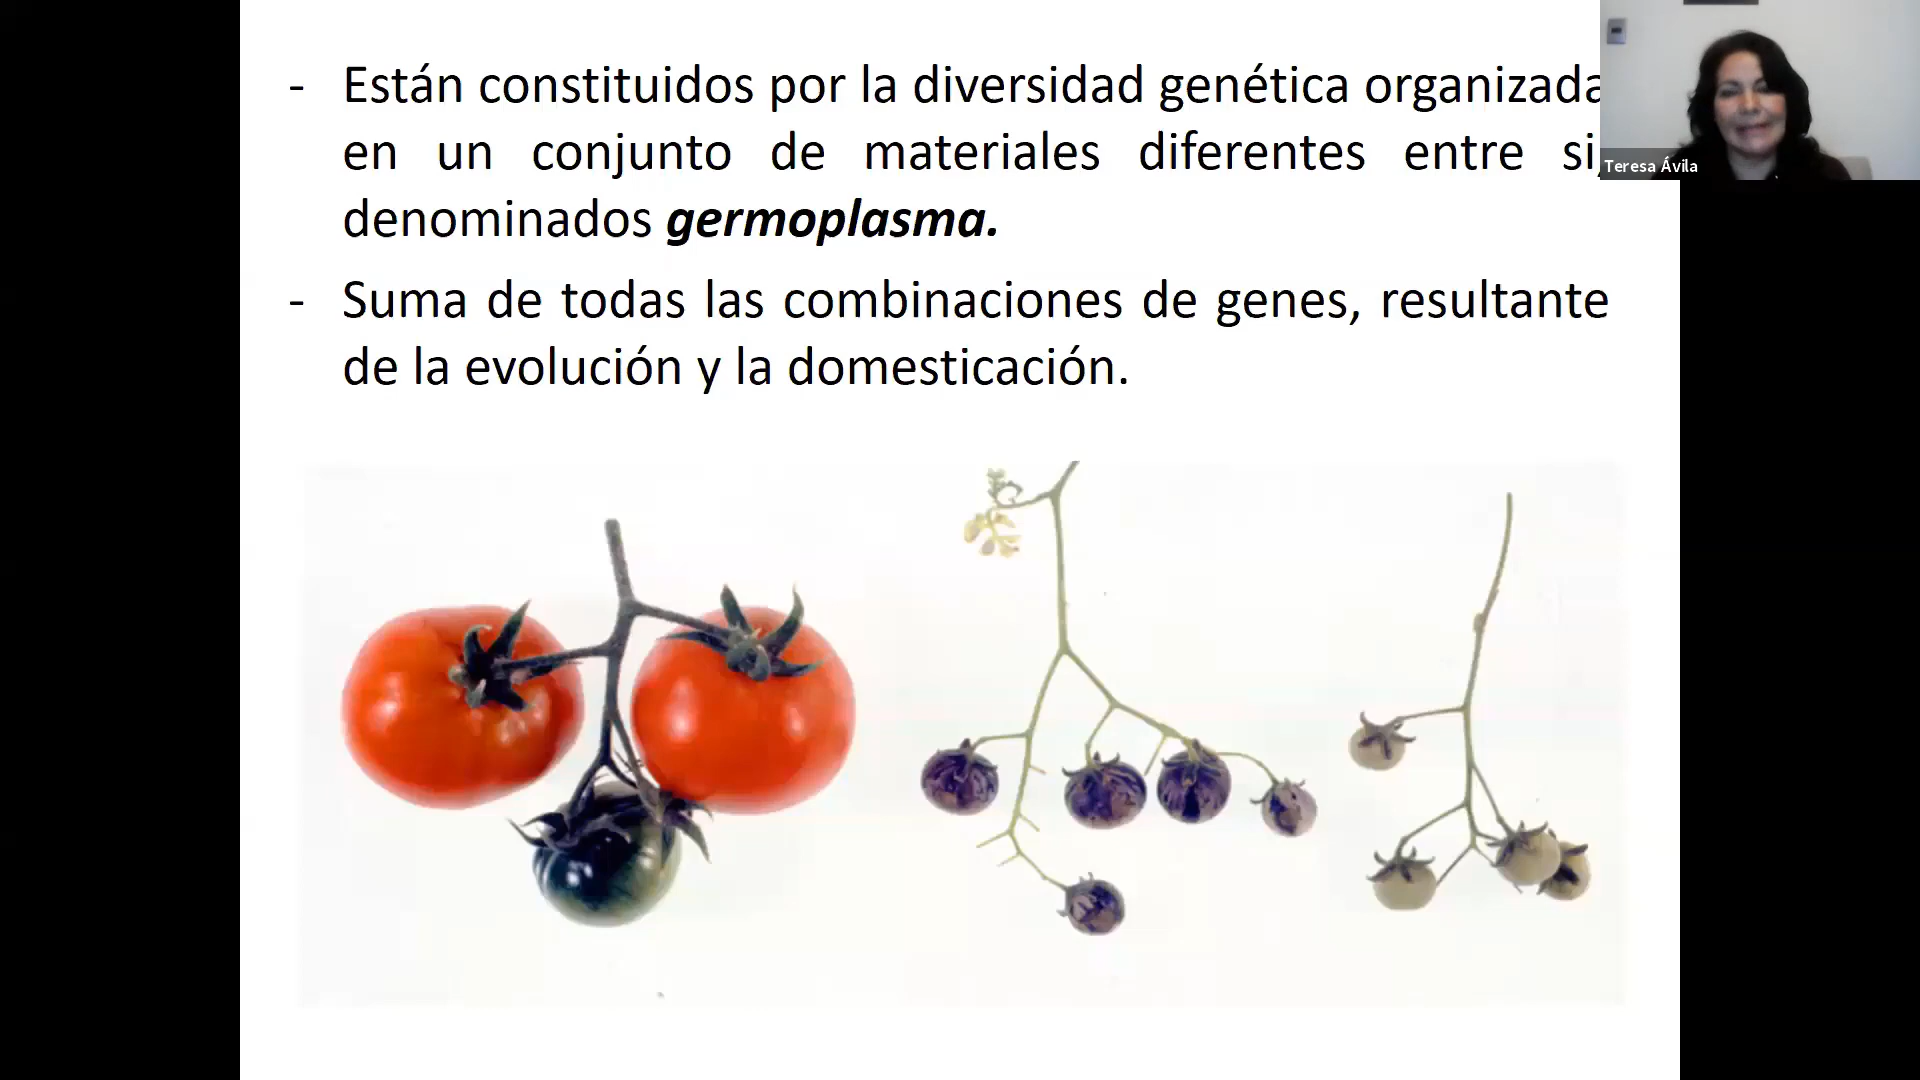 - Están constituidos por la diversidad genética organizada
en un conjunto de materiales diferentes entre si,
denominados germoplasma.
- Suma de todas las combinaciones de genes, resultante
de la evolución y la domesticación.
Teresa Ávila